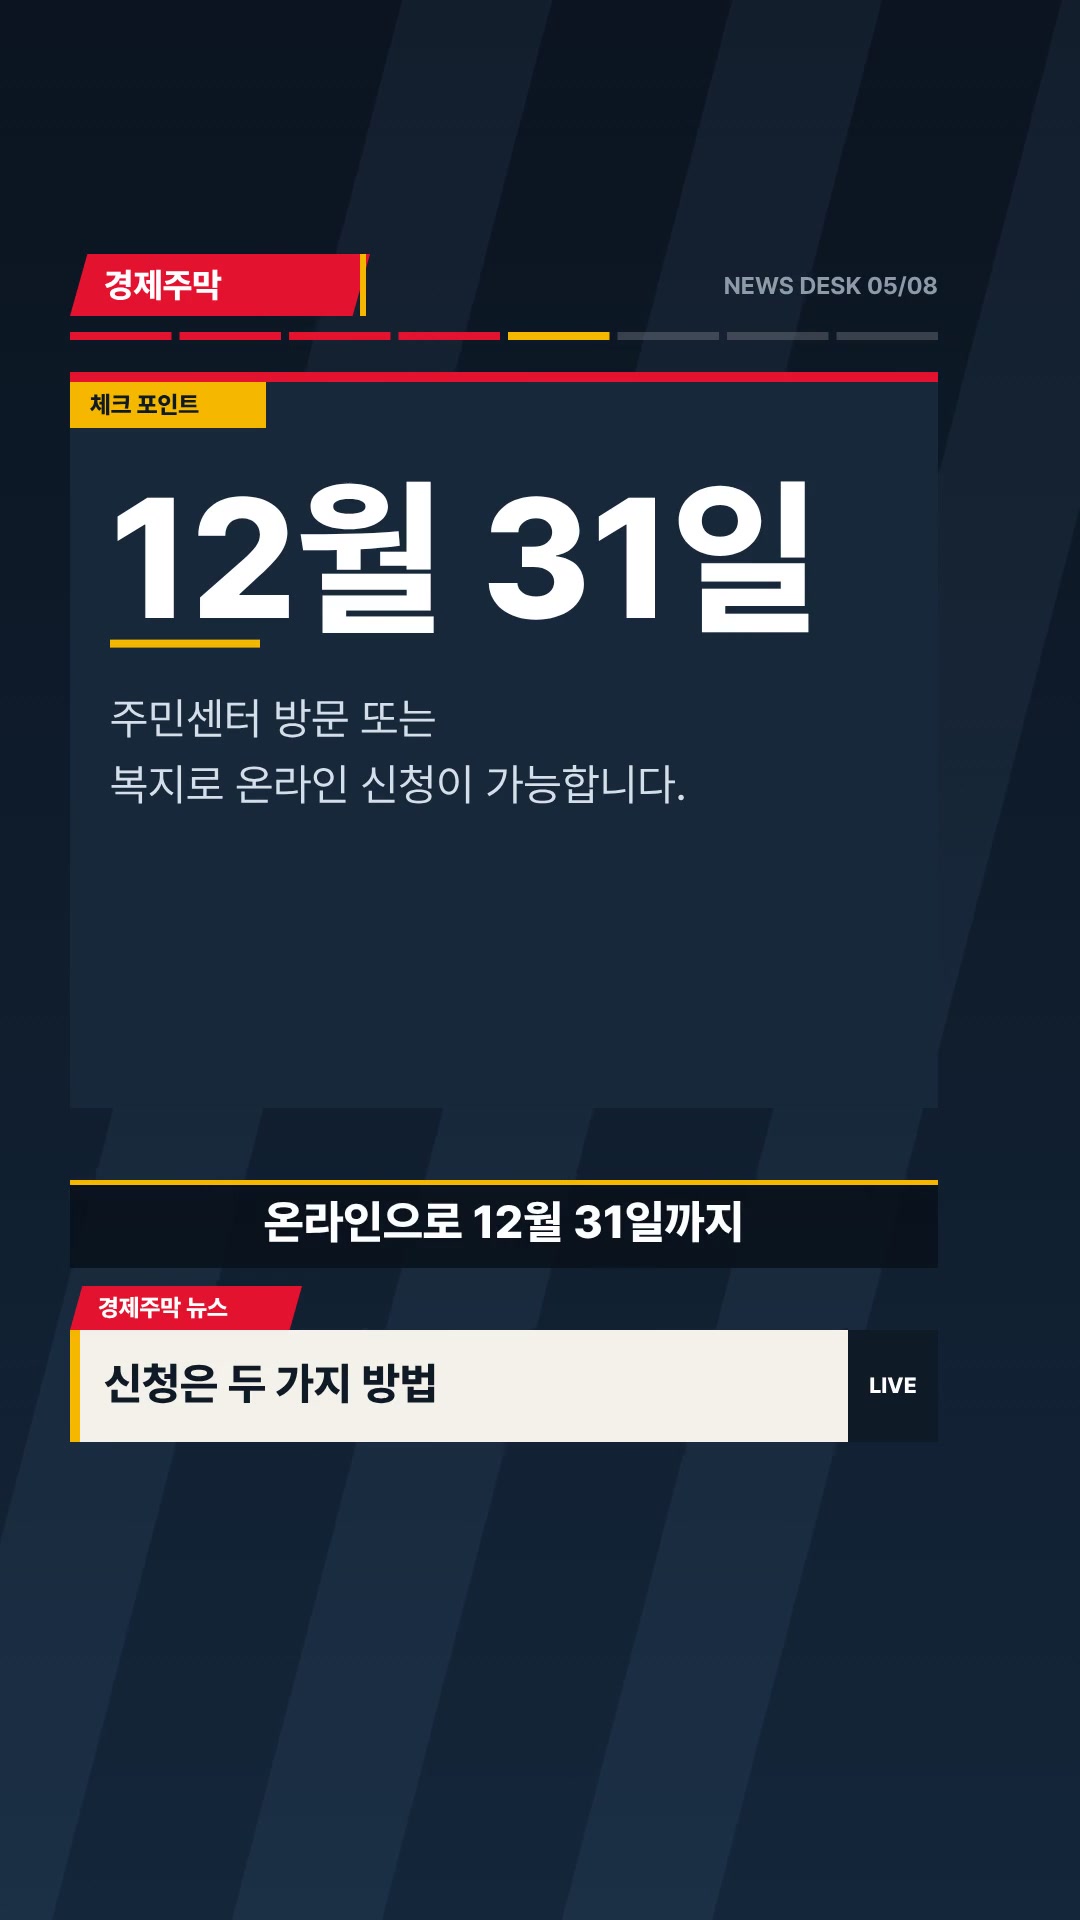 경제주막
NEWS DESK 05/08
체크 포인트
12월 31일
주민센터 방문 또는
복지로 온라인 신청이 가능합니다.
온라인으로 12월 31일까지
경제주막 뉴스
신청은 두 가지 방법
LIVE